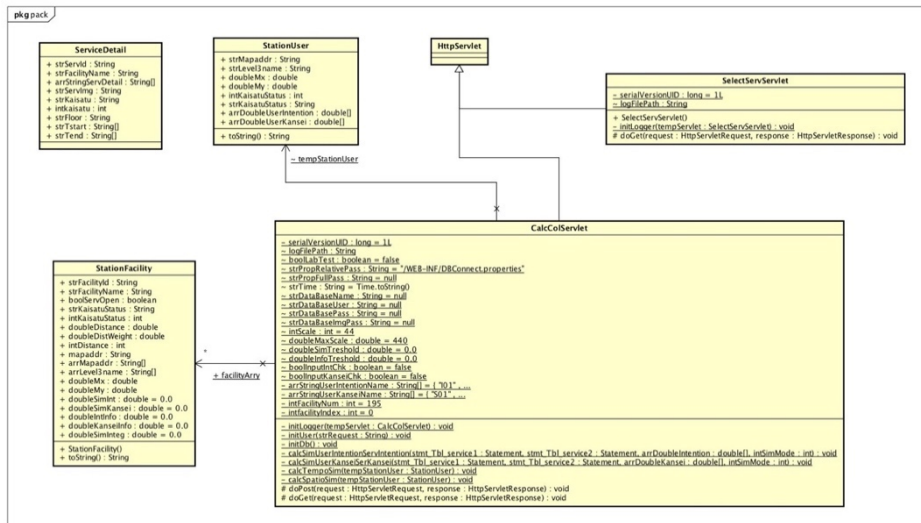 pkg pack
ServiceDetail
+ strServId : String
+ strFacilityName : String
+ arrStringServDetail : String[]
+ strServImg : String
+ strKaisatu : String
+ intkaisatu : int
+ strFloor : String
+ strTstart : String[]
+ strTend : String[]
StationUser
+ strMapaddr : String
+ strLevel3name : String
+ doubleMx : double
+ doubleMy : double
+ intKaisatuStatus : int
+ strKaisatuStatus : String
+ arrDoubleUserIntention : double[]
+ arrDoubleUserKansei : double[]
+ toString() : String
HttpServlet
SelectServServlet
- serialVersionUID : long = 1L
- logFilePath : String
+ SelectServServlet()
- initLogger(tempServlet : SelectServServlet) : void
# doGet(request : HttpServletRequest, response : HttpServletResponse) : void
~ tempStationUser
CalcColServlet
- serialVersionUID : long = 1L
- logFilePath : String
- boolLabTest : boolean = false
- strPropRelativePass : String = "/WEB-INF/DBConnect.properties"
- strPropFullPass : String = null
~ strTime : String = Time.toString()
- strDataBaseName : String = null
- strDataBaseUser : String = null
- strDataBasePass : String = null
- strDataBaseImgPass : String = null
- intScale : int = 44
- doubleMaxScale : double = 440
- doubleSimTreshold : double = 0.0
- doubleInfoTreshold : double = 0.0
- boolInputIntChk : boolean = false
- boolInputKanseiChk : boolean = false
- arrStringUserIntentionName : String[] = { "I01" , ...
- arrStringUserKanseiName : String[] = { "S01" , ...
- intFacilityNum : int = 195
- intfacilityIndex : int = 0
- initLogger(tempServlet : CalcColServlet) : void
- initUser(strRequest : String) : void
- initDb() : void
- calcSimUserIntentionServIntention(stmt_Tbl_service1 : Statement, stmt_Tbl_service2 : Statement, arrDoubleIntention : double[], intSimMode : int) : void
- calcSimUserKanseiSerKansei(stmt_Tbl_service1 : Statement, stmt_Tbl_service2 : Statement, arrDoubleKansei : double[], intSimMode : int) : void
- calcTempoSim(tempStationUser : StationUser) : void
- calcSpatioSim(tempStationUser : StationUser) : void
# doPost(request : HttpServletRequest, response : HttpServletResponse) : void
# doGet(request : HttpServletRequest, response : HttpServletResponse) : void
StationFacility
+ strFacilityId : String
+ strFacilityName : String
+ boolServOpen : boolean
+ strKaisatuStatus : String
+ intKaisatuStatus : int
+ doubleDistance : double
+ doubleDistWeight : double
+ intDistance : int
+ mapaddr : String
+ arrMapaddr : String[]
+ arrLevel3name : String[]
+ doubleMx : double
+ doubleMy : double
+ doubleSimInt : double = 0.0
+ doubleSimKansei : double = 0.0
+ doubleIntInfo : double = 0.0
+ doubleKanseiInfo : double = 0.0
+ doubleSimInteg : double = 0.0
+ StationFacility()
+ toString() : String
*
+ facilityArry